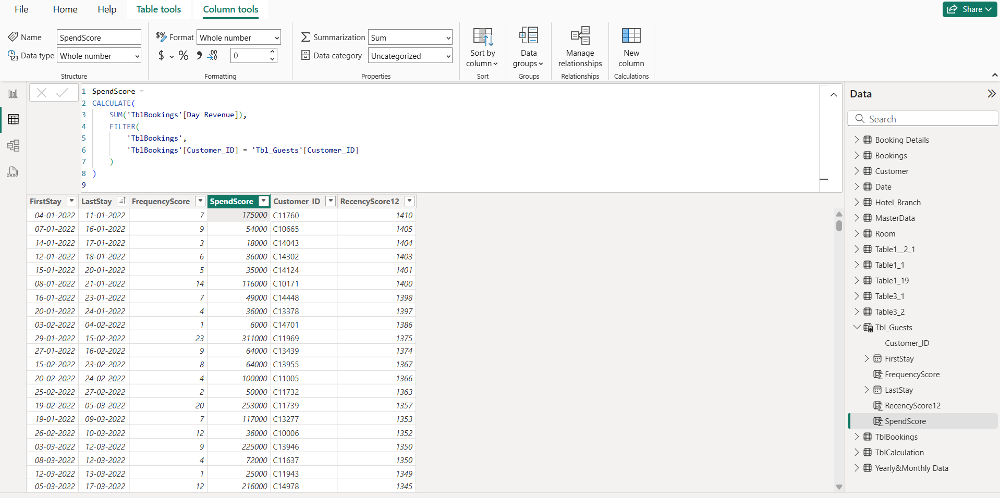 File Home Help Table tools Column tools Share
Name SpendScore Format Whole number Summarization Sum
Data type Whole number $ % 0 Data category Uncategorized
Sort by column Data groups Manage relationships New column
Structure Formatting Properties Sort Groups Relationships Calculations
1 SpendScore =
2 CALCULATE(
3 SUM('TblBookings'[Day Revenue]),
4 FILTER(
5 'TblBookings',
6 'TblBookings'[Customer_ID] = 'Tbl_Guests'[Customer_ID]
7 )
8 )
9
FirstStay LastStay FrequencyScore SpendScore Customer_ID RecencyScore12
04-01-2022 11-01-2022 7 175000 C11760 1410
07-01-2022 16-01-2022 9 54000 C10665 1405
14-01-2022 17-01-2022 3 18000 C14043 1404
12-01-2022 18-01-2022 6 36000 C14302 1403
15-01-2022 20-01-2022 5 35000 C14124 1401
08-01-2022 21-01-2022 14 116000 C10171 1400
16-01-2022 23-01-2022 7 49000 C14448 1398
20-01-2022 24-01-2022 4 36000 C13378 1397
03-02-2022 04-02-2022 1 6000 C14701 1386
29-01-2022 15-02-2022 23 311000 C11969 1375
27-01-2022 16-02-2022 9 64000 C13439 1374
15-02-2022 23-02-2022 8 64000 C13955 1367
20-02-2022 24-02-2022 4 100000 C11005 1366
25-02-2022 27-02-2022 2 50000 C11732 1363
19-02-2022 05-03-2022 20 253000 C11739 1357
19-01-2022 09-03-2022 7 117000 C13277 1353
26-02-2022 10-03-2022 12 36000 C10006 1352
03-03-2022 12-03-2022 9 225000 C13946 1350
08-03-2022 12-03-2022 4 72000 C11637 1350
12-03-2022 13-03-2022 1 25000 C11943 1349
05-03-2022 17-03-2022 12 216000 C14978 1345
Data
Search
Booking Details
Bookings
Customer
Date
Hotel_Branch
MasterData
Room
Table1__2_1
Table1_1
Table1_19
Table3_1
Table3_2
Tbl_Guests
Customer_ID
FirstStay
FrequencyScore
LastStay
RecencyScore12
SpendScore
TblBookings
TblCalculation
Yearly&Monthly Data